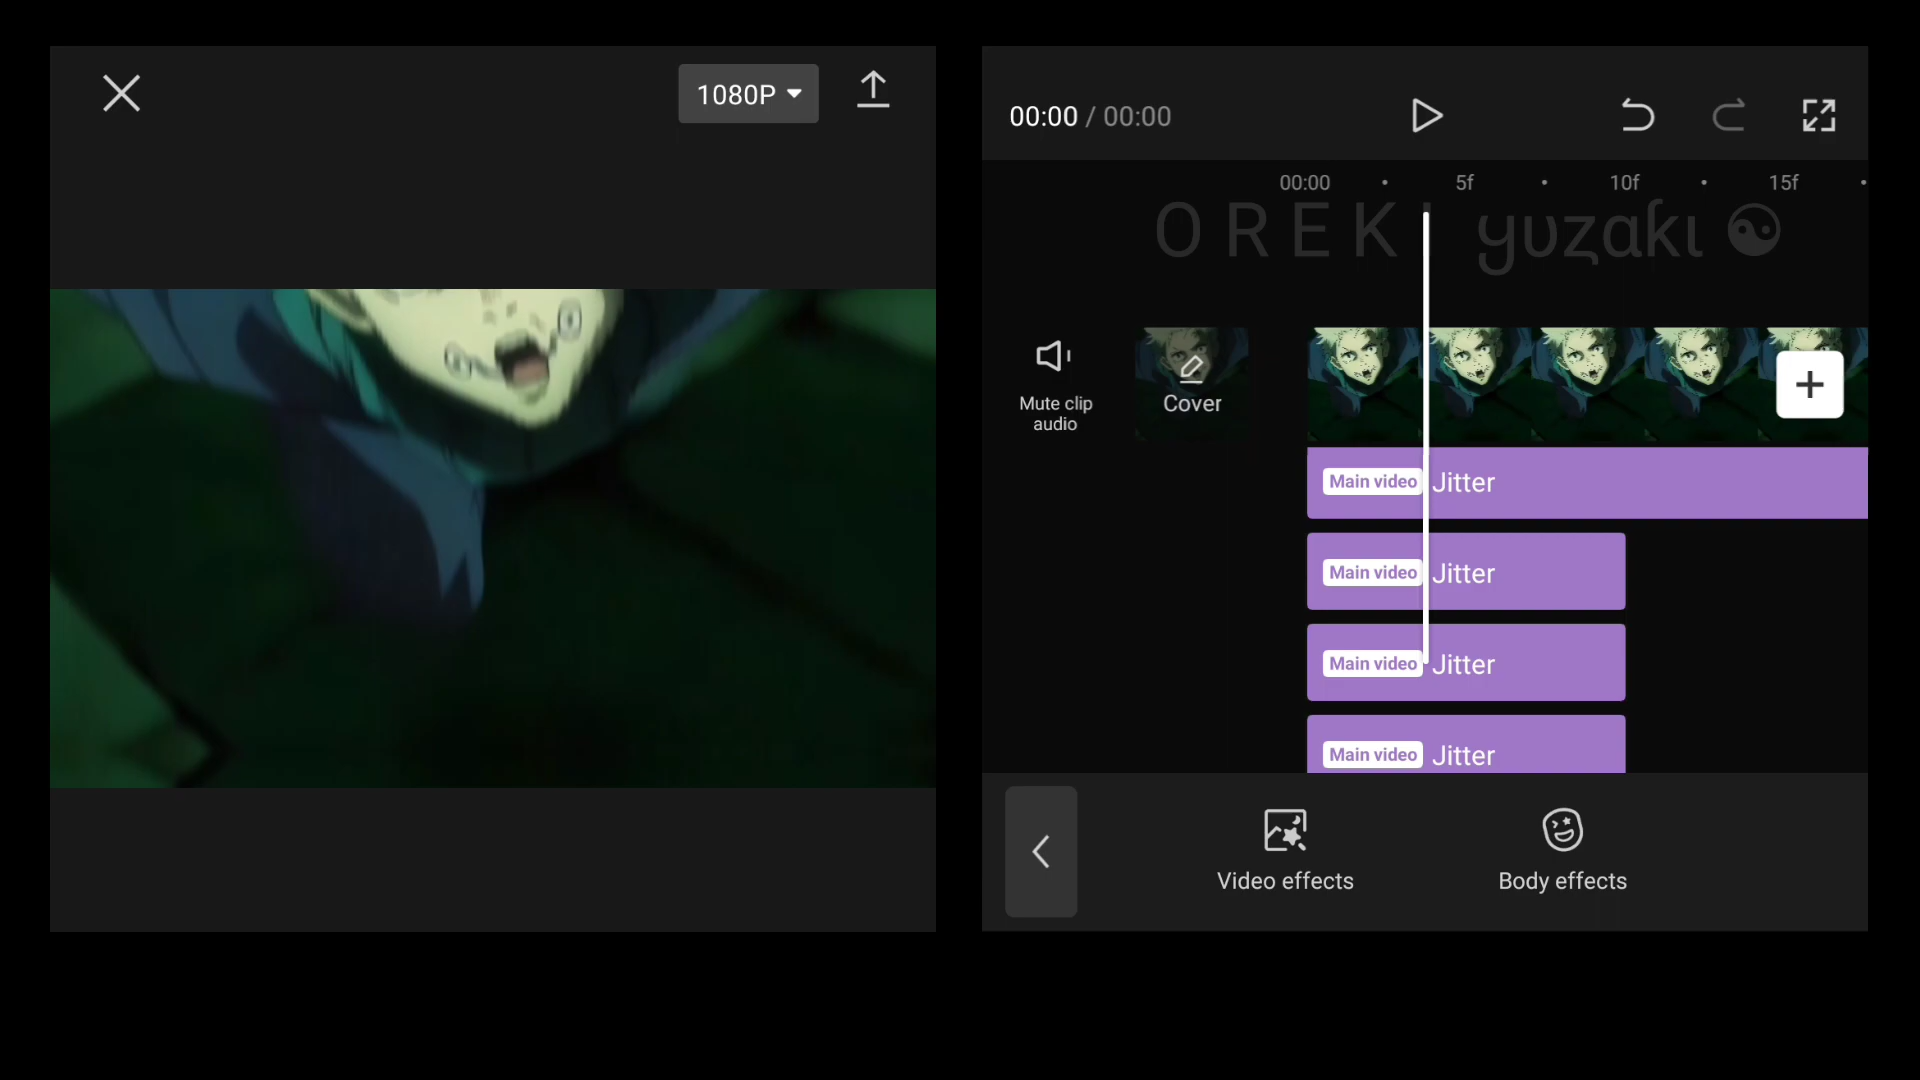 1080P
00:00 / 00:00
00:00 5f 10f 15f
O R E K I yυzαkι ☯
Mute clip
audio
Cover
Main video Jitter
Main video Jitter
Main video Jitter
Main video Jitter
Video effects
Body effects